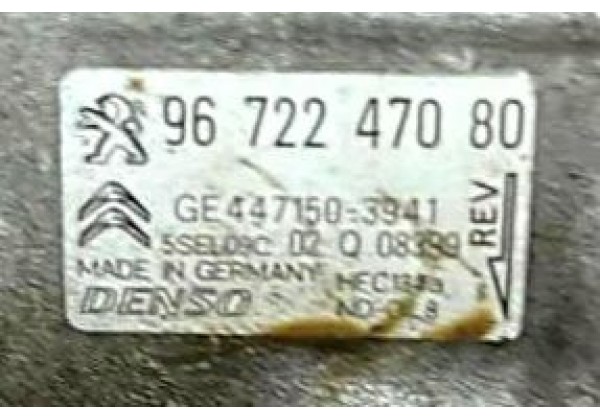 96 722 470 80
GE447150-3941
5SEL09C 02 Q 08399
REV
MADE IN GERMANY
DENSO